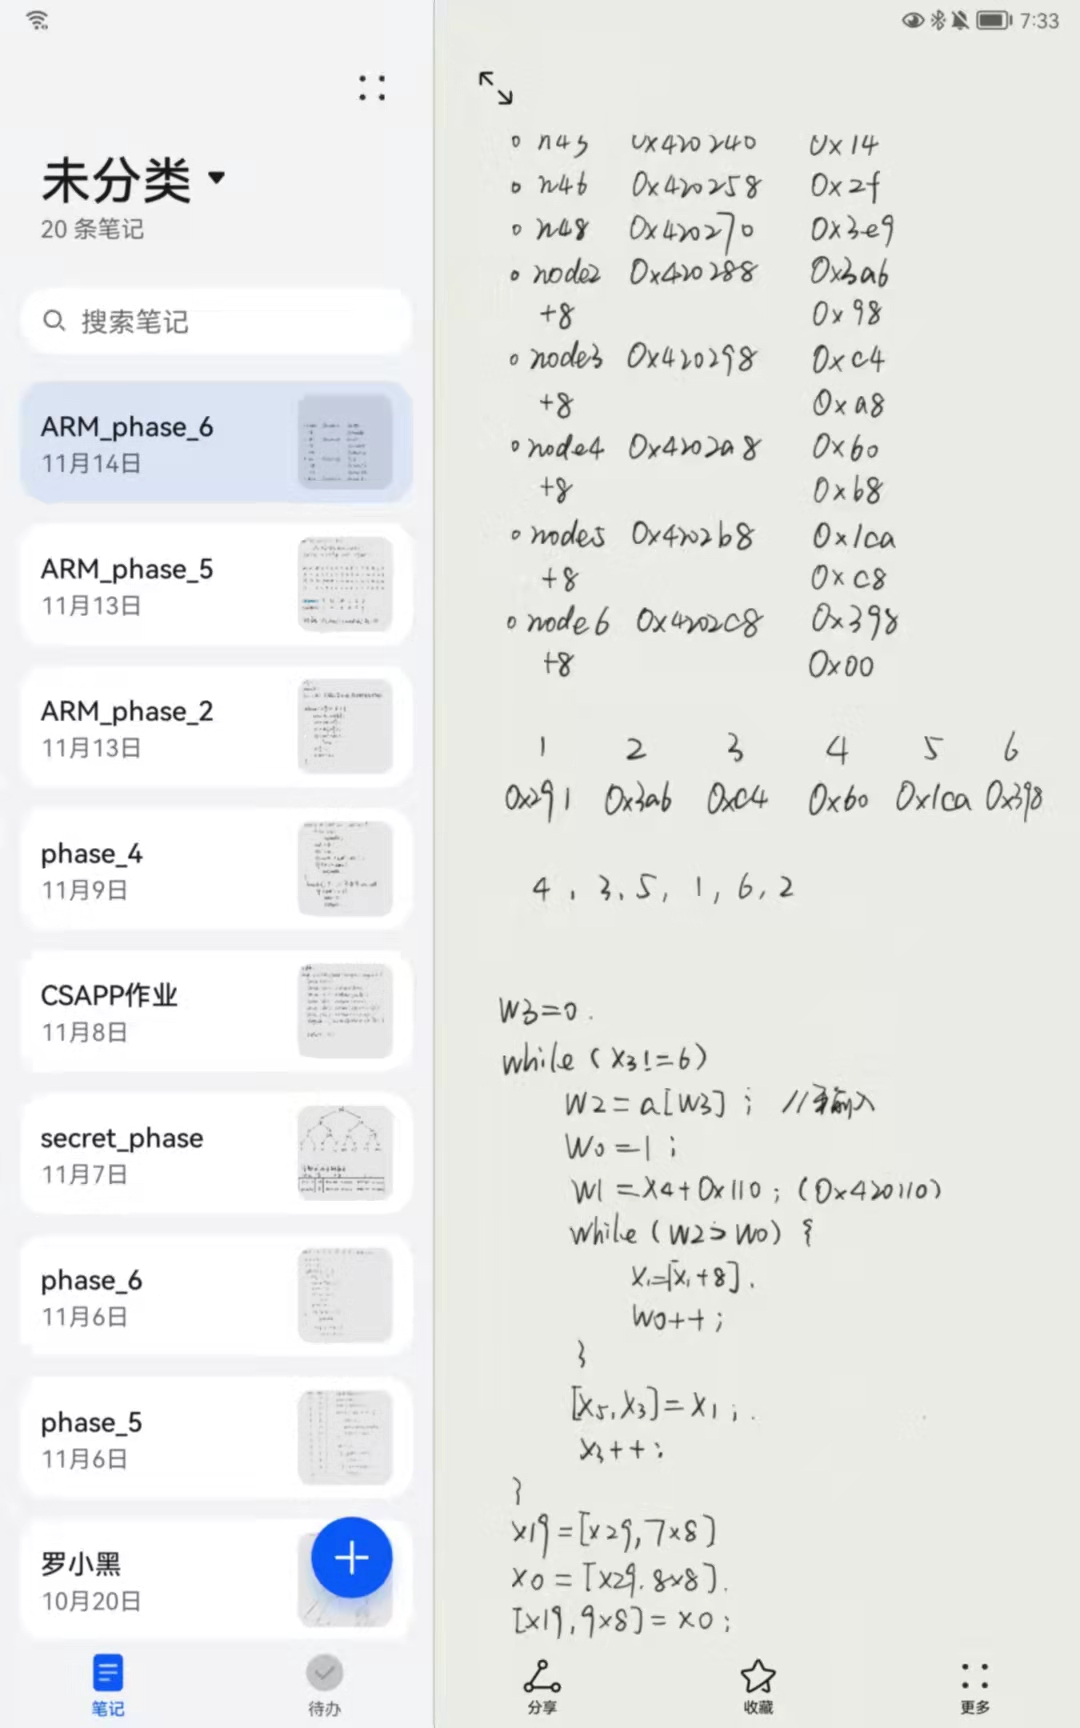 7:33
未分类
20 条笔记
搜索笔记
ARM_phase_6
11月14日
ARM_phase_5
11月13日
ARM_phase_2
11月13日
phase_4
11月9日
CSAPP作业
11月8日
secret_phase
11月7日
phase_6
11月6日
phase_5
11月6日
罗小黑
10月20日
笔记
待办
n43 0x420240 0x14
n46 0x420258 0x2f
n48 0x420270 0x3e9
node2 0x420288 0x3ab
+8 0x98
node3 0x420298 0xc4
+8 0xa8
node4 0x4202a8 0x60
+8 0xb8
node5 0x4202b8 0x1ca
+8 0xc8
node6 0x4202c8 0x398
+8 0x00
1 2 3 4 5 6
0x291 0x3ab 0xc4 0x60 0x1ca 0x398
4, 3, 5, 1, 6, 2
W3=0.
while (X3!=6)
W2=a[W3]; //输入
W0=1;
W1=X4+0x110; (0x420110)
while (W2>W0) {
X1=[X1+8].
W0++;
}
[X5,X3]=X1;.
X3++;
}
X19=[X29,7×8]
X0=[X29.8×8].
[X19,9×8]=X0;
分享
收藏
更多